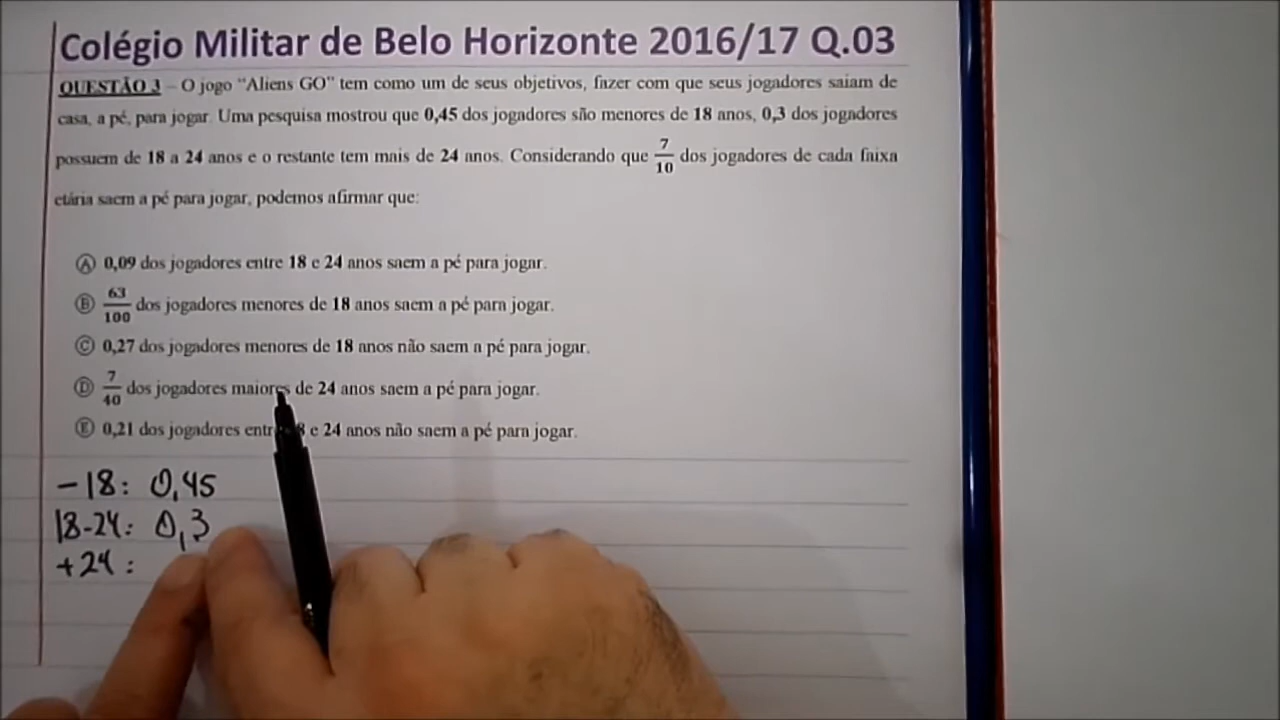 Colégio Militar de Belo Horizonte 2016/17 Q.03
QUESTÃO 3 – O jogo "Aliens GO" tem como um de seus objetivos, fazer com que seus jogadores saiam de
casa, a pé, para jogar. Uma pesquisa mostrou que 0,45 dos jogadores são menores de 18 anos, 0,3 dos jogadores
possuem de 18 a 24 anos e o restante tem mais de 24 anos. Considerando que 7/10 dos jogadores de cada faixa
etária saem a pé para jogar, podemos afirmar que:
Ⓐ 0,09 dos jogadores entre 18 e 24 anos saem a pé para jogar.
Ⓑ 63/100 dos jogadores menores de 18 anos saem a pé para jogar.
Ⓒ 0,27 dos jogadores menores de 18 anos não saem a pé para jogar.
Ⓓ 7/40 dos jogadores maiores de 24 anos saem a pé para jogar.
Ⓔ 0,21 dos jogadores e 24 anos não saem a pé para jogar.
-18: 0,45
18-24: 0,3
+24: